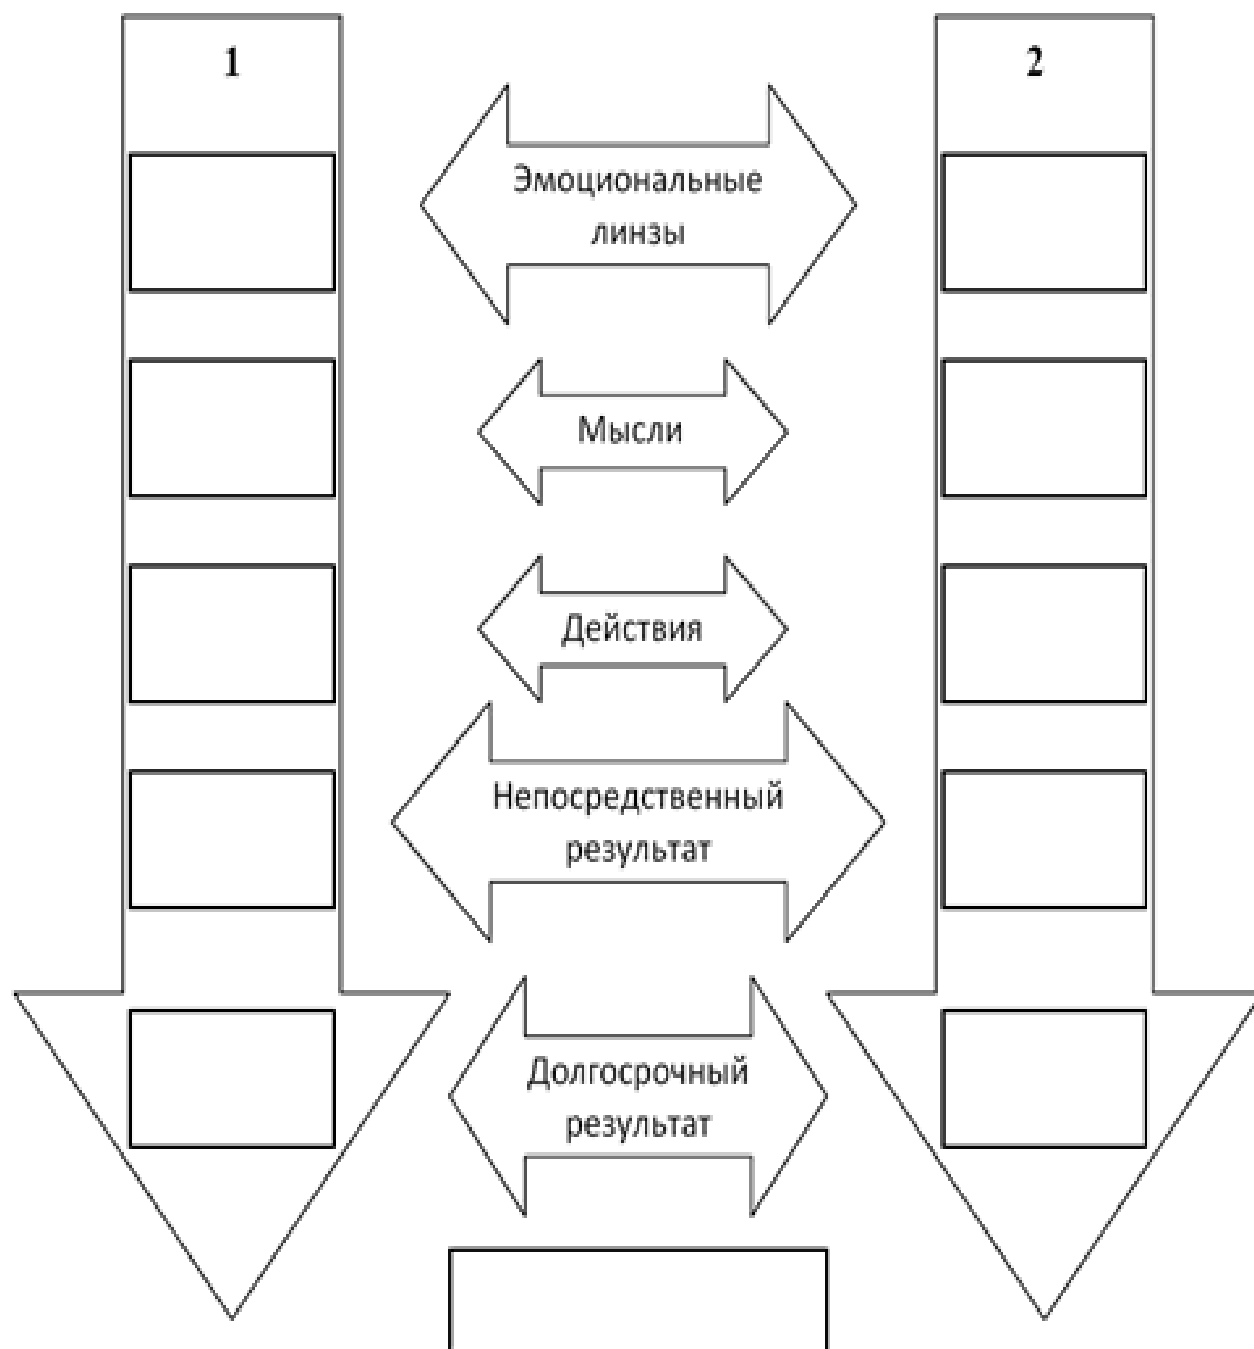 1
2
Эмоциональные
линзы
Мысли
Действия
Непосредственный
результат
Долгосрочный
результат